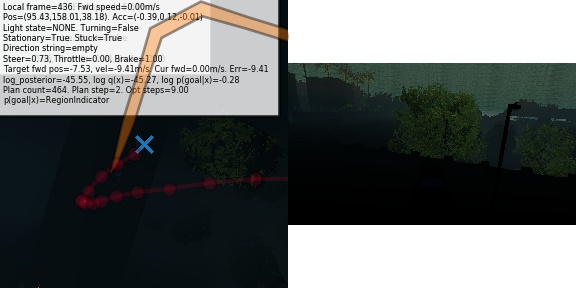 Local frame=436. Fwd speed=0.00m/s
Pos=(95.43,158.01,38.18). Acc=(-0.39,0.12,-0.01)
Light state=NONE. Turning=False
Stationary=True. Stuck=True
Direction string=empty
Steer=0.73, Throttle=0.00, Brake=1.00
Target fwd pos=-7.53, vel=-9.41m/s. Cur fwd=0.00m/s. Err=-9.41
log_posterior=-45.55, log q(x)=-45.27, log p(goal|x)=-0.28
Plan count=464. Plan step=2. Opt steps=9.00
p(goal|x)=RegionIndicator